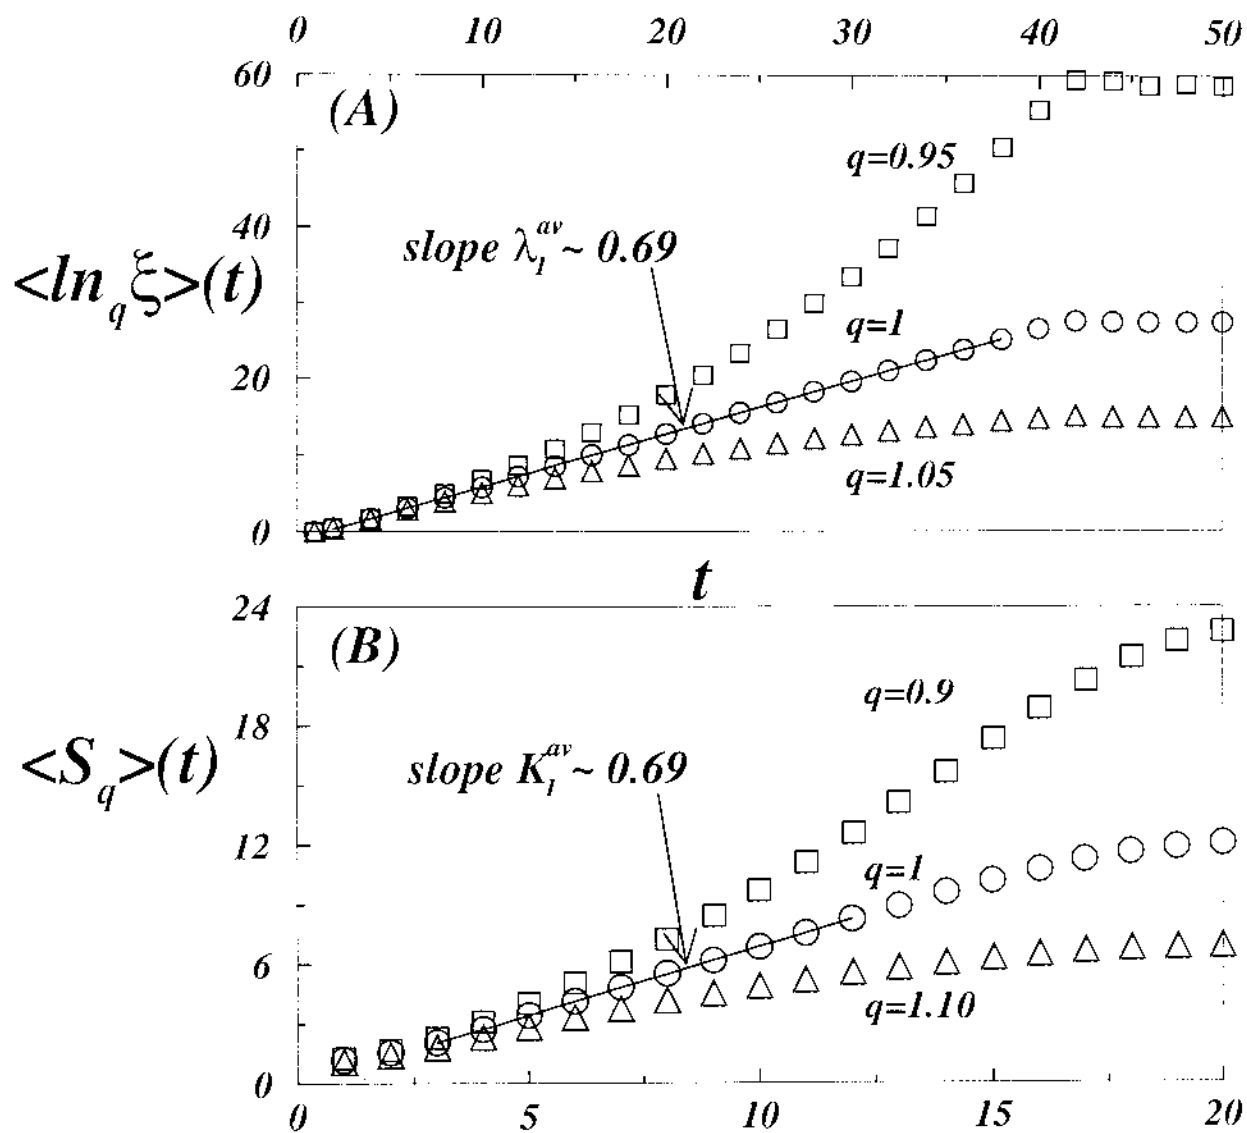 0 10 20 30 40 50
60
(A)
q=0.95
40
slope λ₁ᵃᵛ ~ 0.69
<ln_q ξ>(t)
q=1
20
q=1.05
0
t
24
(B)
q=0.9
18
<S_q>(t)
slope K₁ᵃᵛ ~ 0.69
12
q=1
6
q=1.10
0
0 5 10 15 20